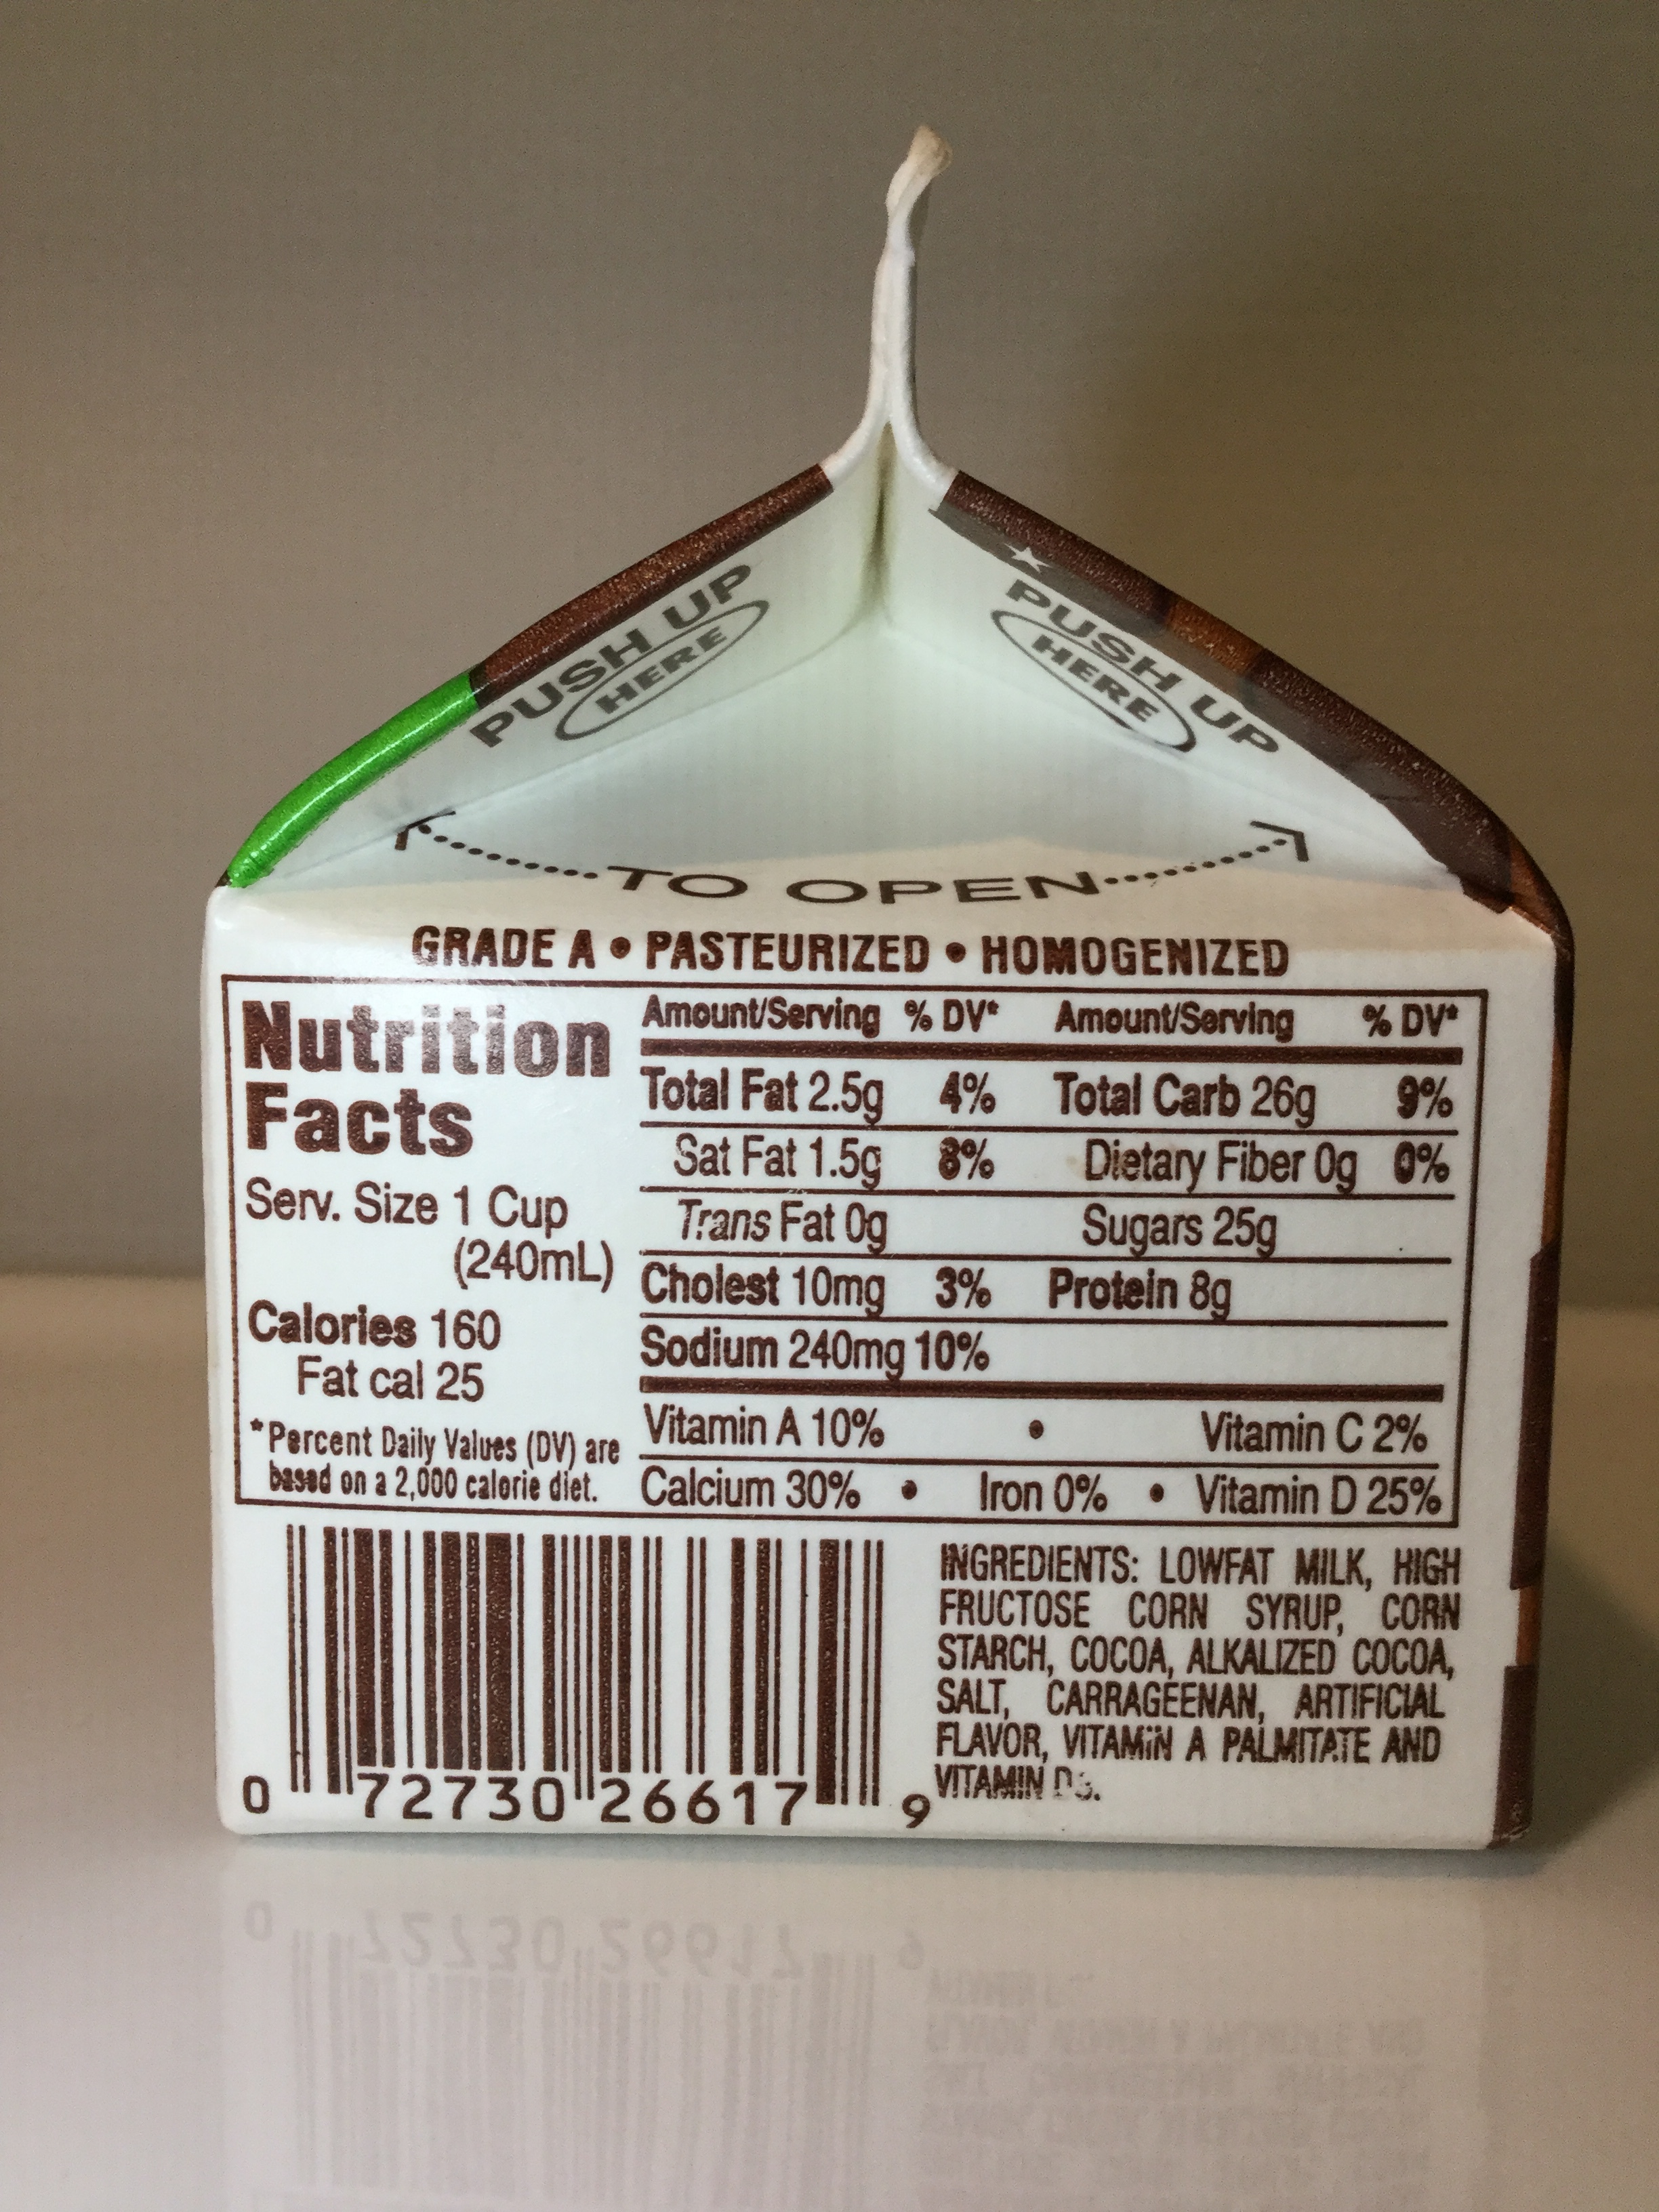 PUSH UP
HERE
PUSH UP
HERE
TO OPEN
GRADE A • PASTEURIZED • HOMOGENIZED
Nutrition
Facts
Serv. Size 1 Cup
(240mL)
Calories 160
Fat cal 25
*Percent Daily Values (DV) are
based on a 2,000 calorie diet.
Amount/Serving % DV* Amount/Serving % DV*
Total Fat 2.5g 4% Total Carb 26g 9%
Sat Fat 1.5g 8% Dietary Fiber 0g 0%
Trans Fat 0g Sugars 25g
Cholest 10mg 3% Protein 8g
Sodium 240mg 10%
Vitamin A 10% • Vitamin C 2%
Calcium 30% • Iron 0% • Vitamin D 25%
INGREDIENTS: LOWFAT MILK, HIGH
FRUCTOSE CORN SYRUP, CORN
STARCH, COCOA, ALKALIZED COCOA,
SALT, CARRAGEENAN, ARTIFICIAL
FLAVOR, VITAMIN A PALMITATE AND
VITAMIN D3.
0 72730 26617 9